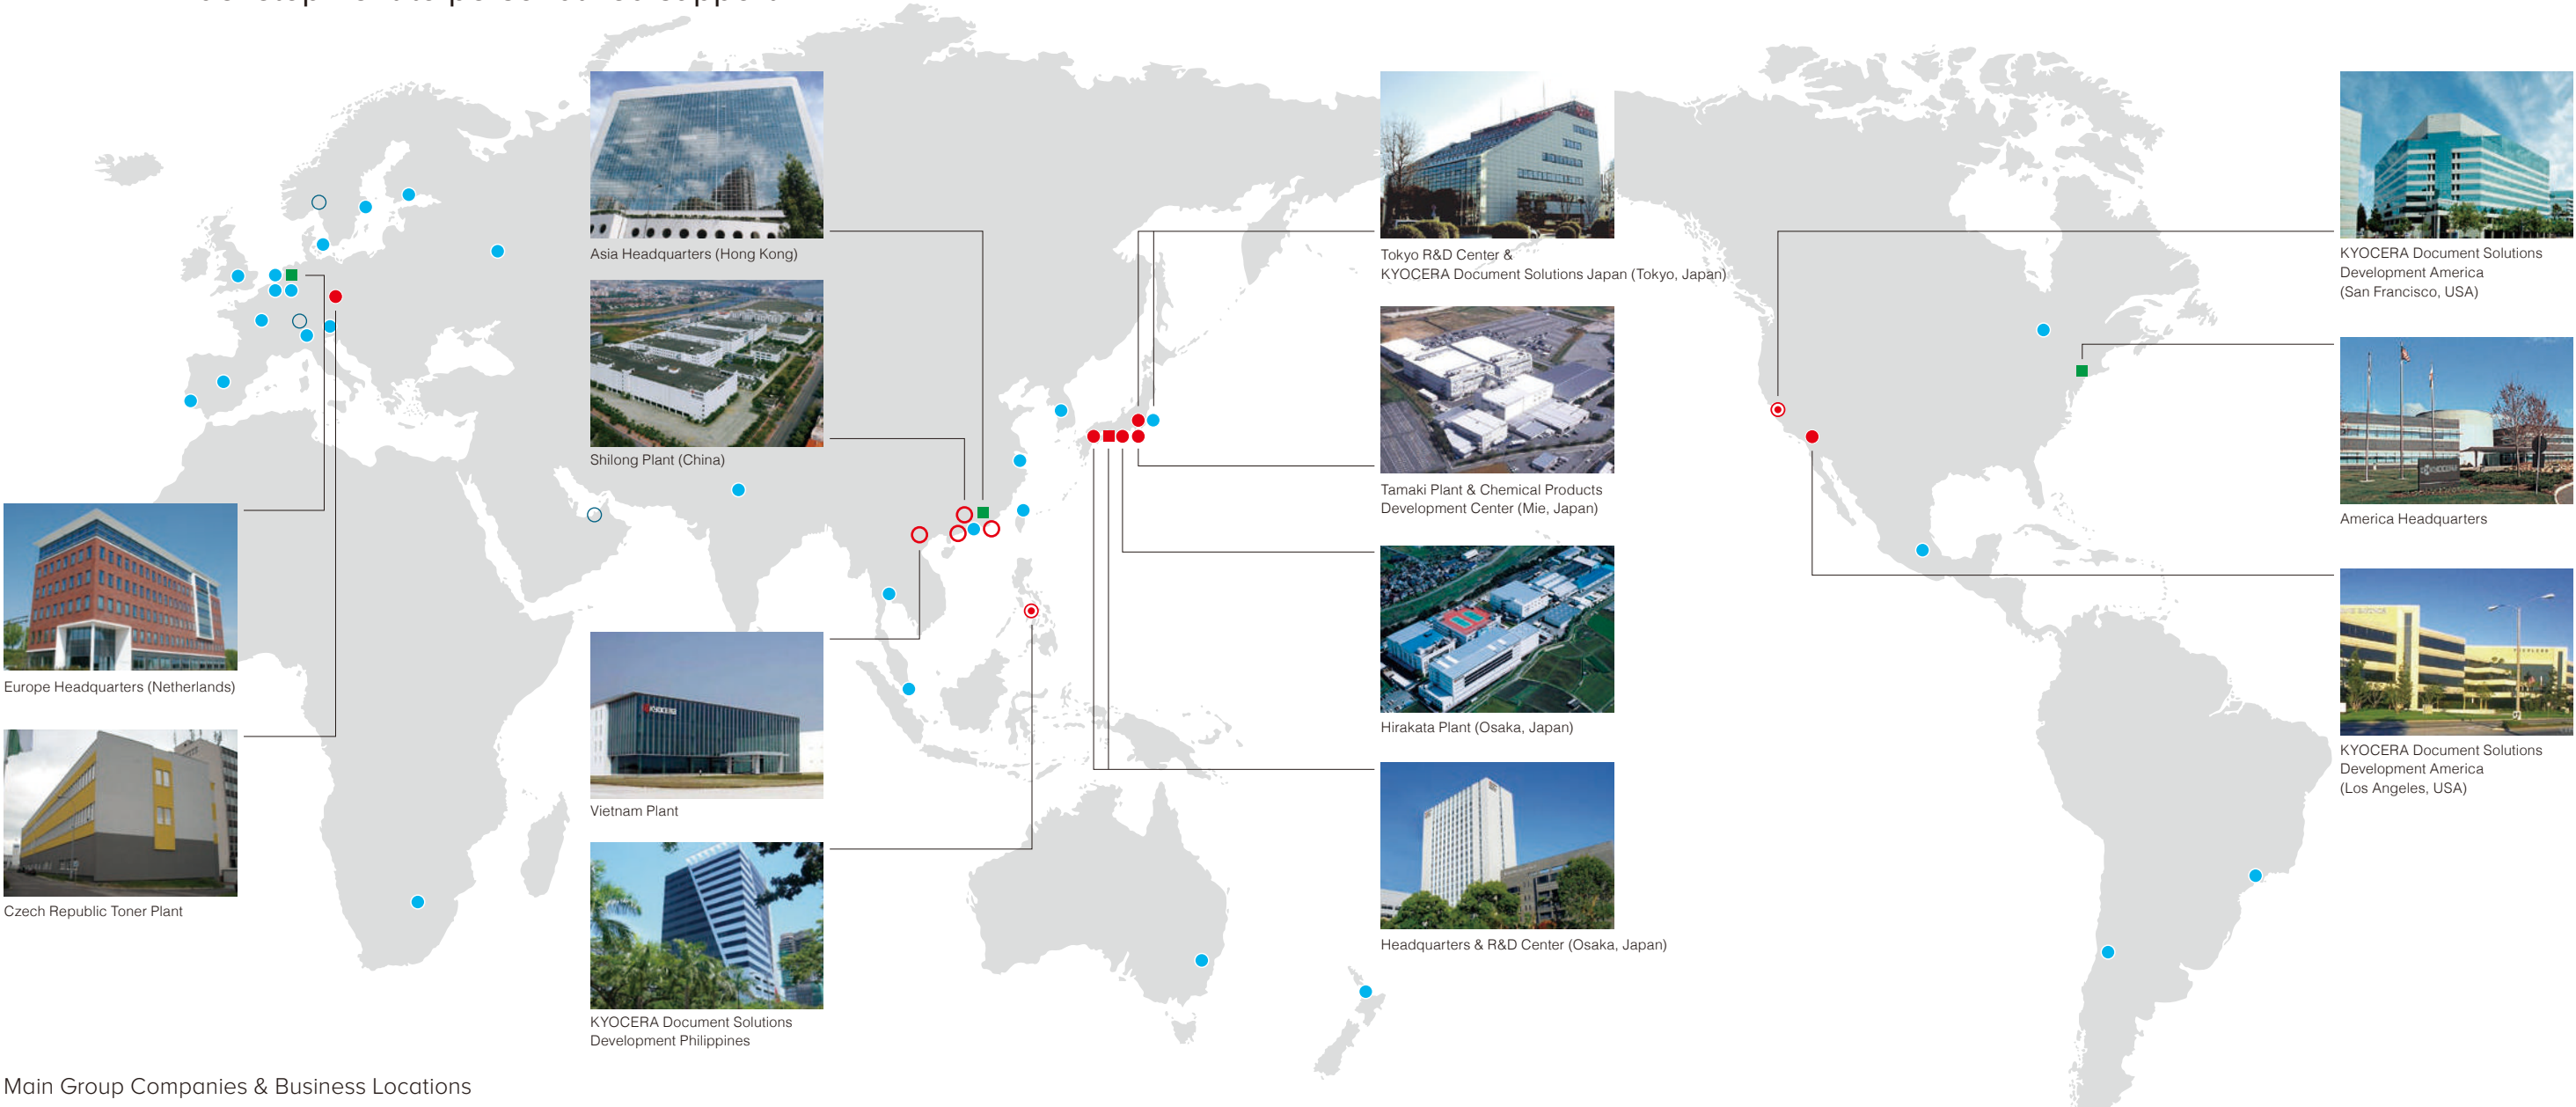 Asia Headquarters (Hong Kong)
Shilong Plant (China)
Europe Headquarters (Netherlands)
Czech Republic Toner Plant
KYOCERA
Vietnam Plant
KYOCERA Document Solutions
Development Philippines
Tokyo R&D Center &
KYOCERA Document Solutions Japan (Tokyo, Japan)
Tamaki Plant & Chemical Products
Development Center (Mie, Japan)
Hirakata Plant (Osaka, Japan)
Headquarters & R&D Center (Osaka, Japan)
KYOCERA Document Solutions
Development America
(San Francisco, USA)
KYOCERA
America Headquarters
KYOCERA Document Solutions
Development America
(Los Angeles, USA)
Main Group Companies & Business Locations